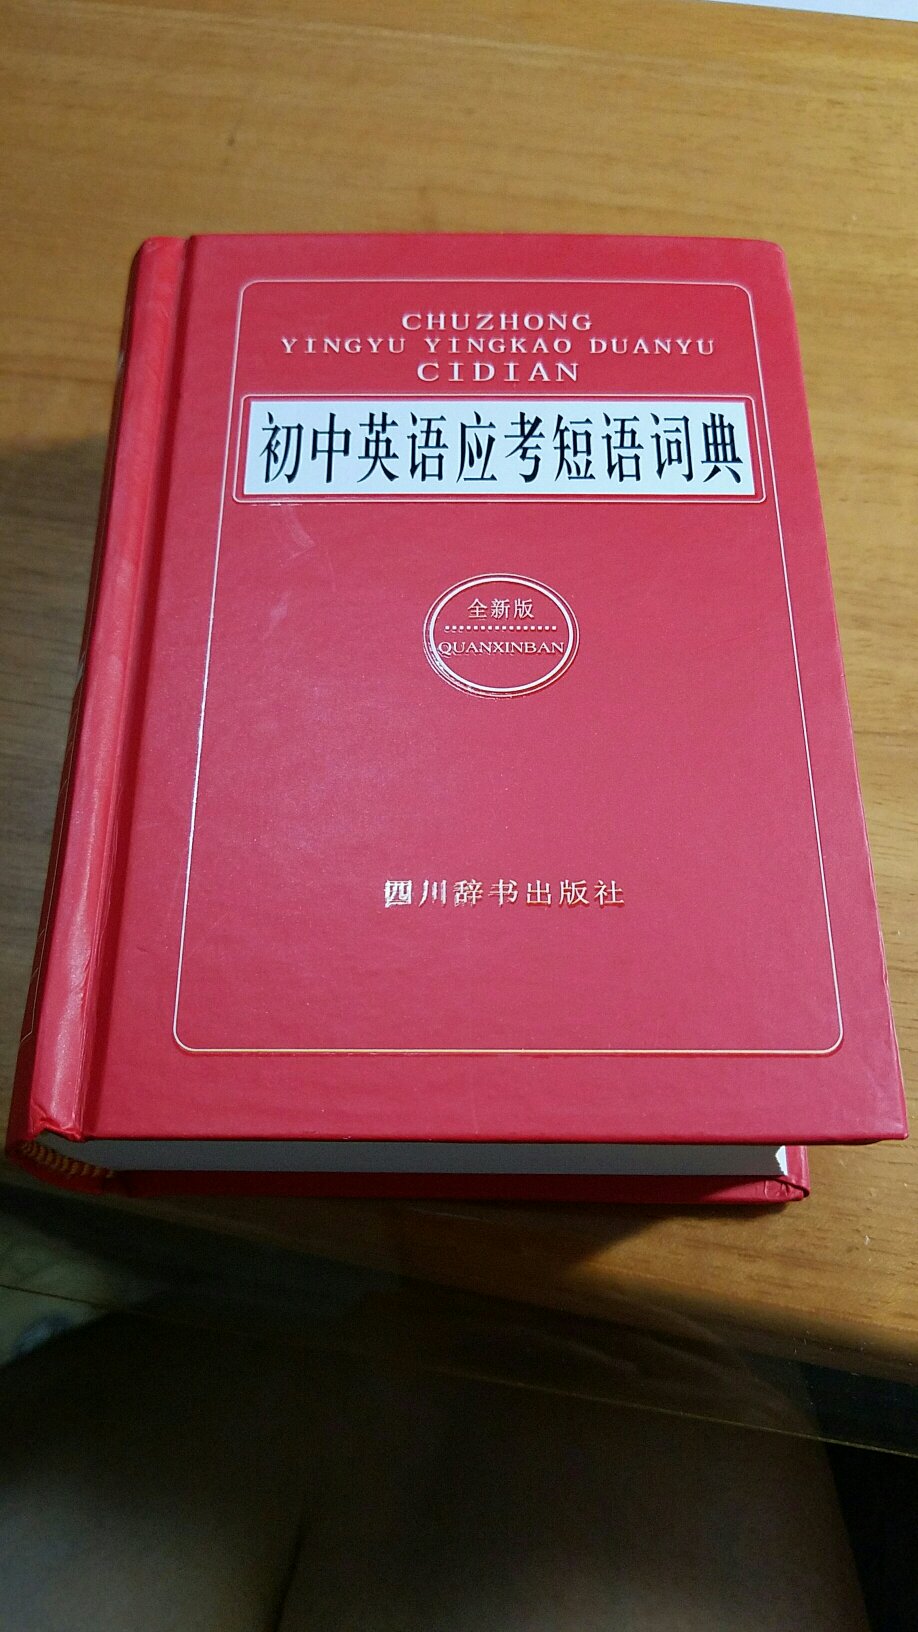 CHUZHONG
YINGYU YINGKAO DUANYU
CIDIAN
初中英语应考短语词典
全新版
QUANXINBAN
四川辞书出版社